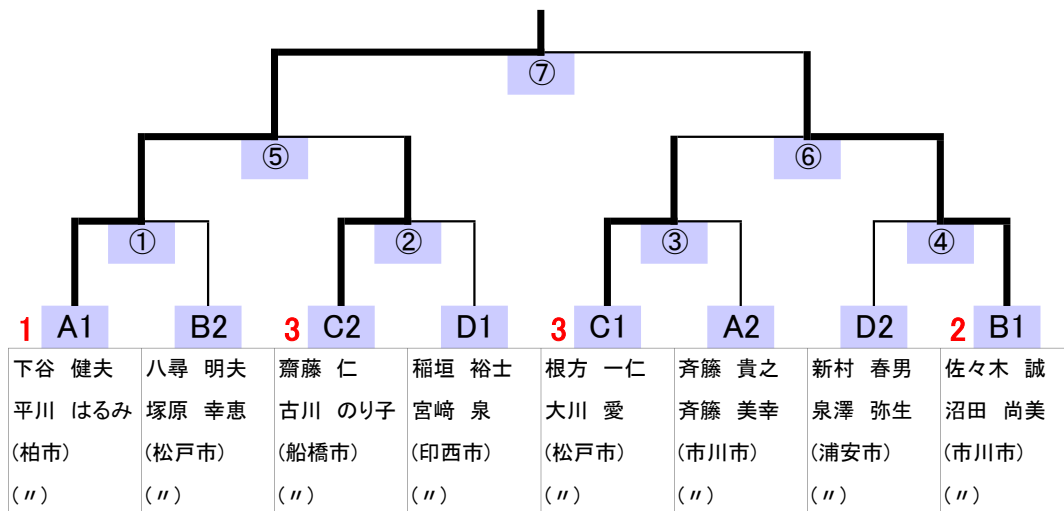 ⑦
⑤ ⑥
① ② ③ ④
1 A1 B2 3 C2 D1 3 C1 A2 D2 2 B1
下谷 健夫 八尋 明夫 齋藤 仁 稲垣 裕士 根方 一仁 斉藤 貴之 新村 春男 佐々木 誠
平川 はるみ 塚原 幸恵 古川 のり子 宮﨑 泉 大川 愛 斉藤 美幸 泉澤 弥生 沼田 尚美
(柏市) (松戸市) (船橋市) (印西市) (松戸市) (市川市) (浦安市) (市川市)
(〃) (〃) (〃) (〃) (〃) (〃) (〃) (〃)